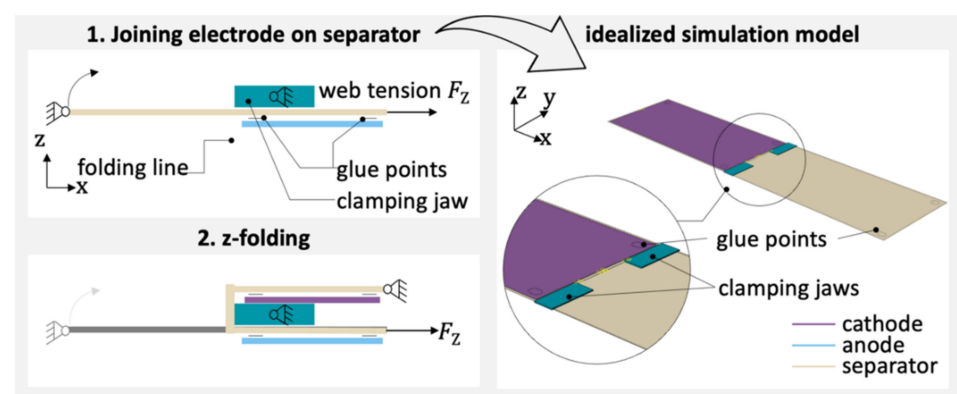 1. Joining electrode on separator
web tension F_Z
z
x
folding line
glue points
clamping jaw
2. z-folding
F_Z
idealized simulation model
z
y
x
glue points
clamping jaws
cathode
anode
separator